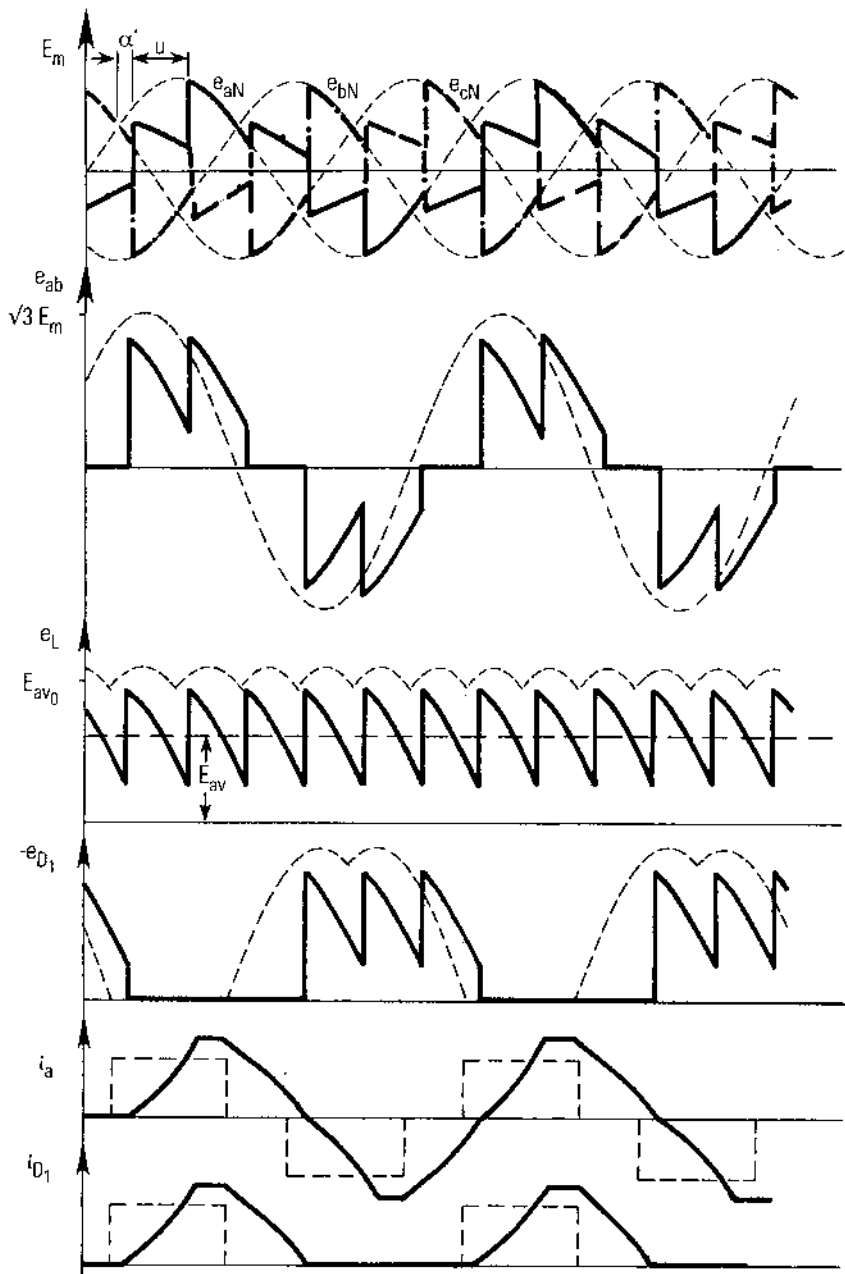 α' u
E_m e_aN e_bN e_cN
e_ab
√3 E_m
e_L
E_av₀
E_av
-e_D₁
i_a
i_D₁